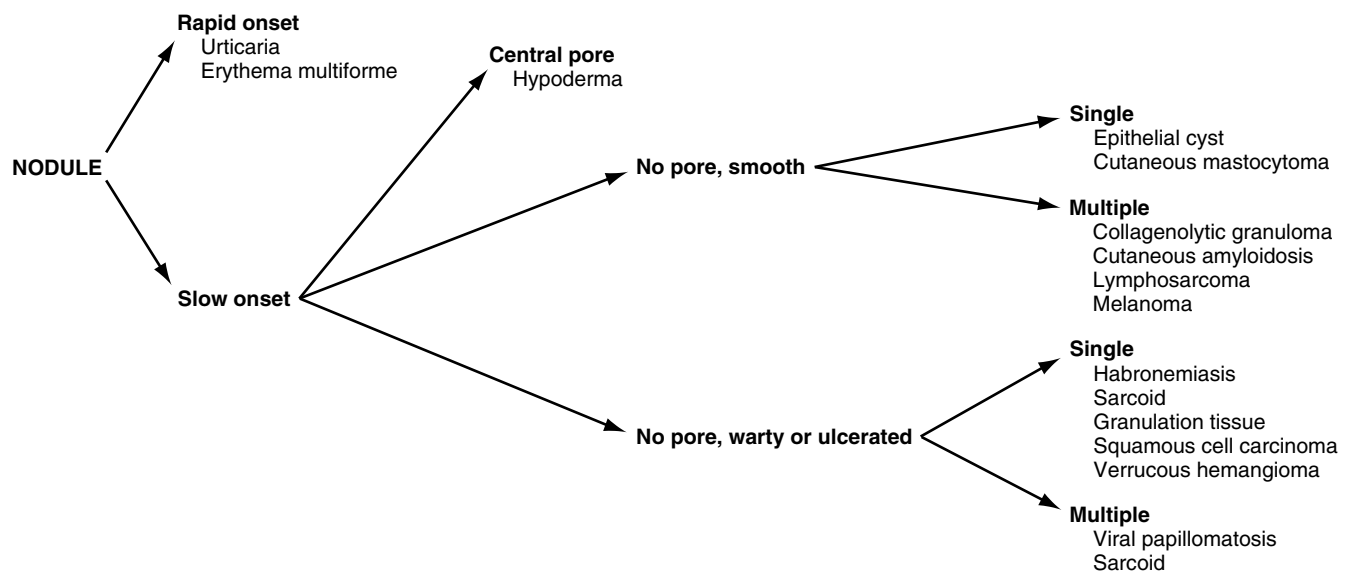 NODULE
Rapid onset
Urticaria
Erythema multiforme
Slow onset
Central pore
Hypoderma
No pore, smooth
Single
Epithelial cyst
Cutaneous mastocytoma
Multiple
Collagenolytic granuloma
Cutaneous amyloidosis
Lymphosarcoma
Melanoma
No pore, warty or ulcerated
Single
Habronemiasis
Sarcoid
Granulation tissue
Squamous cell carcinoma
Verrucous hemangioma
Multiple
Viral papillomatosis
Sarcoid